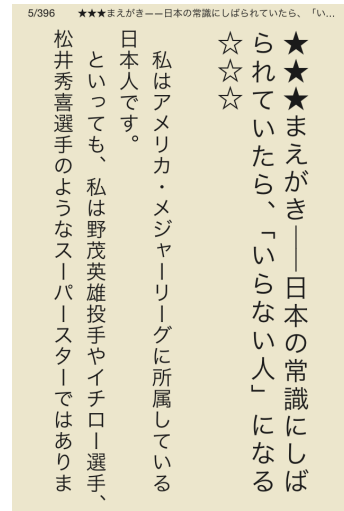 5/396 ★★★まえがき――日本の常識にしばられていたら、「い...
★★★まえがき――日本の常識にしば
られていたら、「いらない人」になる
☆☆☆
私はアメリカ・メジャーリーグに所属している
日本人です。
といっても、私は野茂英雄投手やイチロー選手、
松井秀喜選手のようなスーパースターではありま